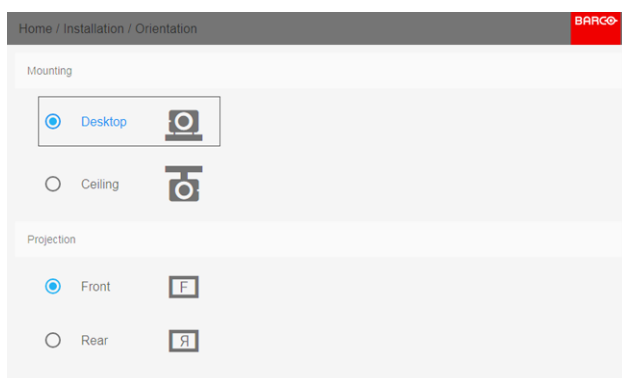 Home / Installation / Orientation
BARCO
Mounting
Desktop
Ceiling
Projection
Front
F
Rear
Я